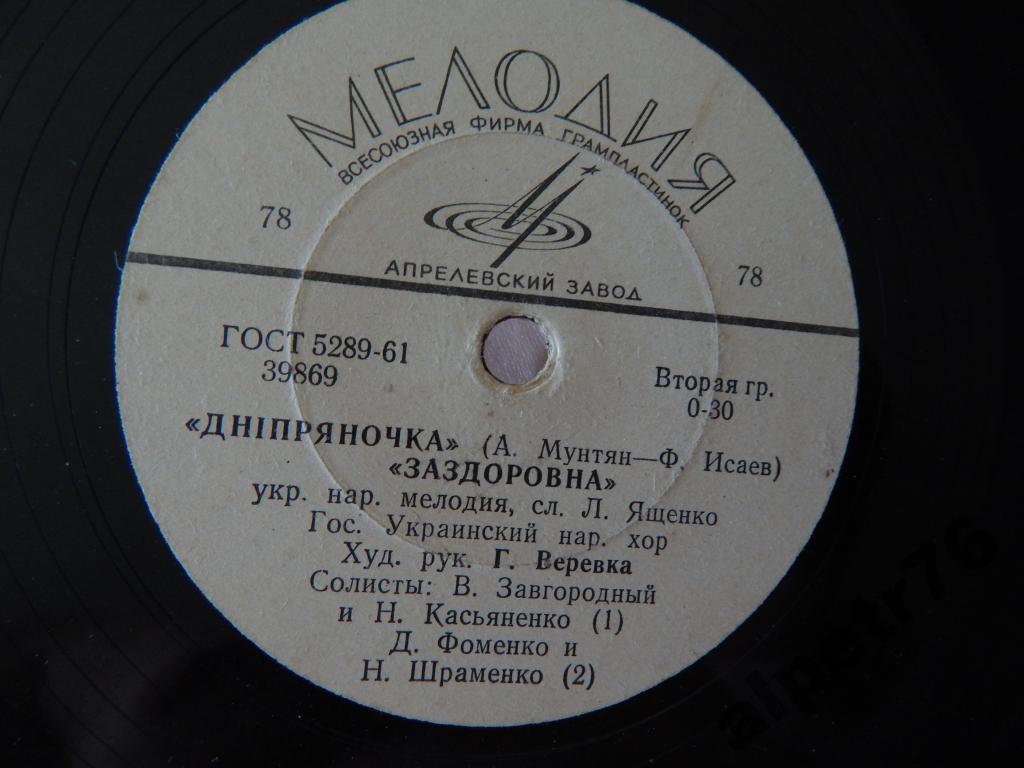 МЕЛОДИЯ
ВСЕСОЮЗНАЯ ФИРМА ГРАМПЛАСТИНОК
78
78
АПРЕЛЕВСКИЙ ЗАВОД
ГОСТ 5289-61
39869
Вторая гр.
0-30
«ДНІПРЯНОЧКА» (А. Мунтян—Ф. Исаев)
«ЗАЗДОРОВНА»
укр. нар. мелодия, сл. Л. Ященко
Гос. Украинский нар. хор
Худ. рук. Г. Веревка
Солисты: В. Завгородный
и Н. Касьяненко (1)
Д. Фоменко и
Н. Шраменко (2)
alpetr76